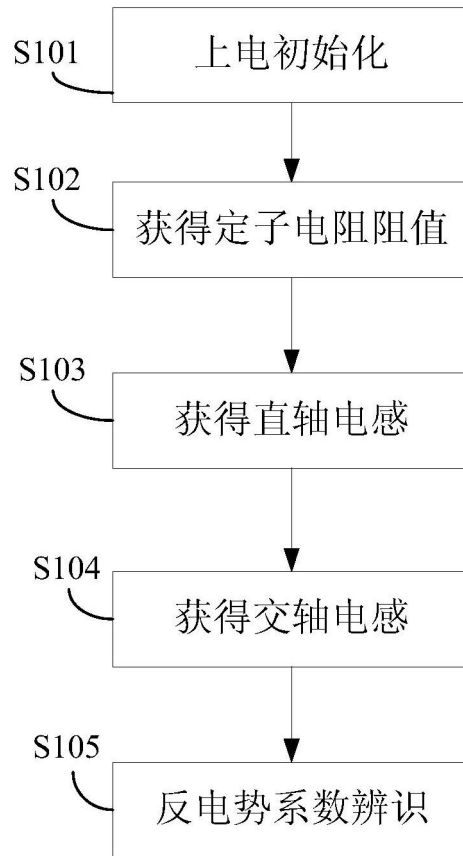 S101
上电初始化
S102
获得定子电阻阻值
S103
获得直轴电感
S104
获得交轴电感
S105
反电势系数辨识